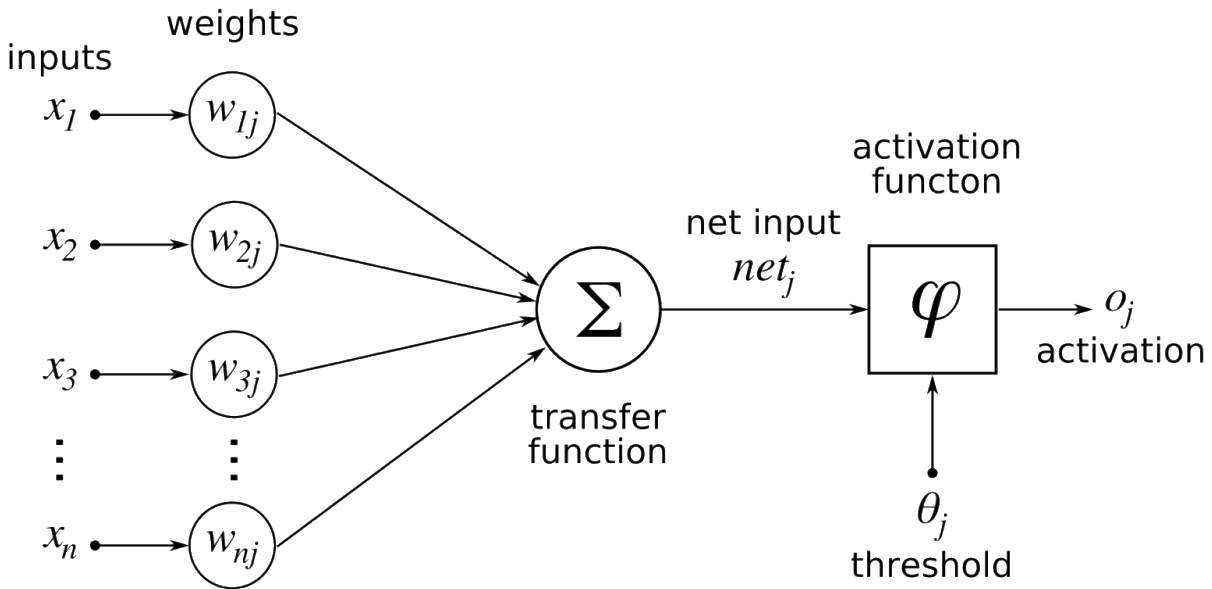 weights
inputs
x1
w1j
x2
w2j
x3
w3j
⋮
⋮
xn
wnj
Σ
transfer
function
net input
netj
activation
functon
φ
oj
activation
θj
threshold